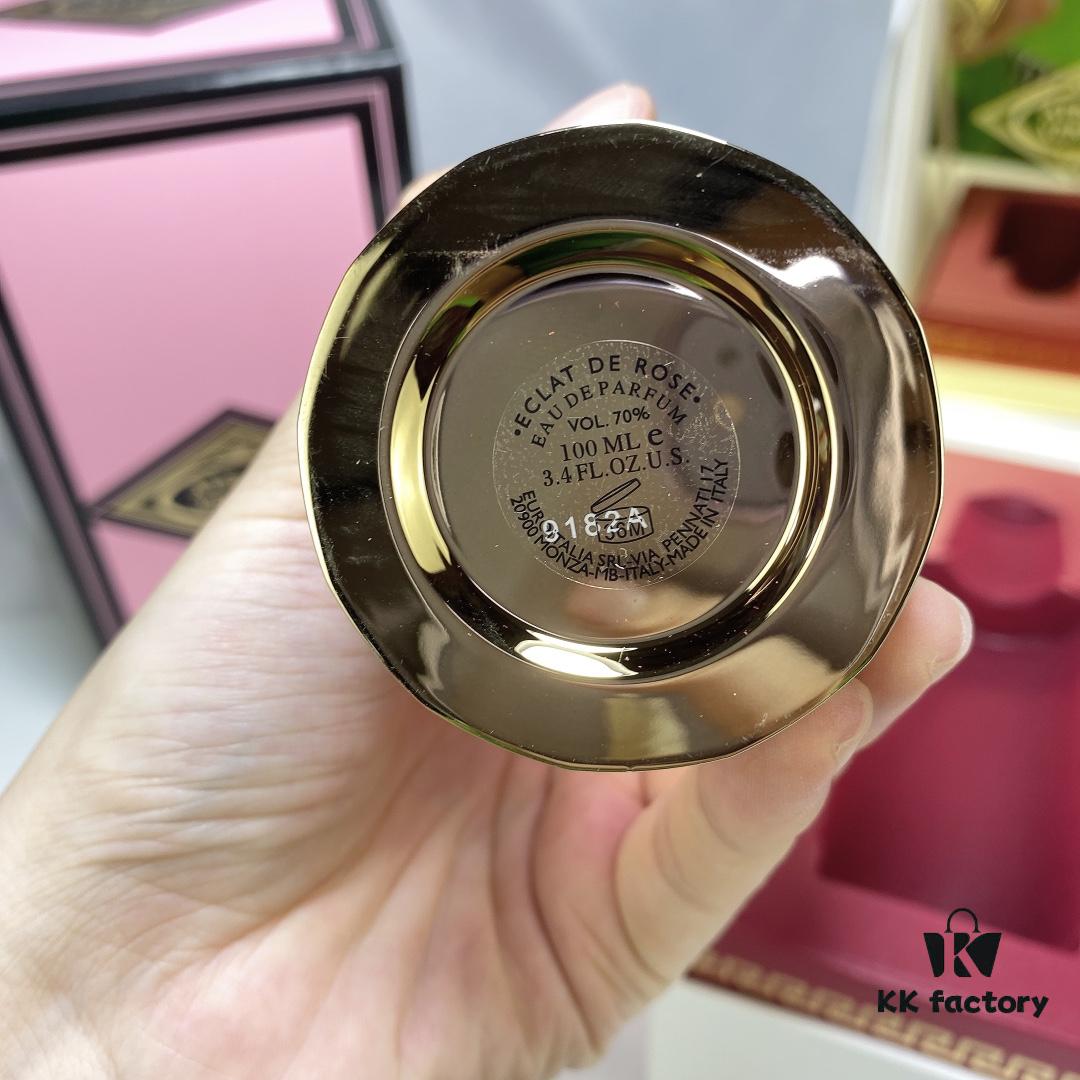 •ECLAT DE ROSE•
EAU DE PARFUM
VOL. 70%
100 ML e
3.4 FL.OZ.U.S.
36M
9182A
EUROITALIA SRL-VIA PENNATI,17
20900 MONZA-MB-ITALY-MADE IN ITALY
KK factory